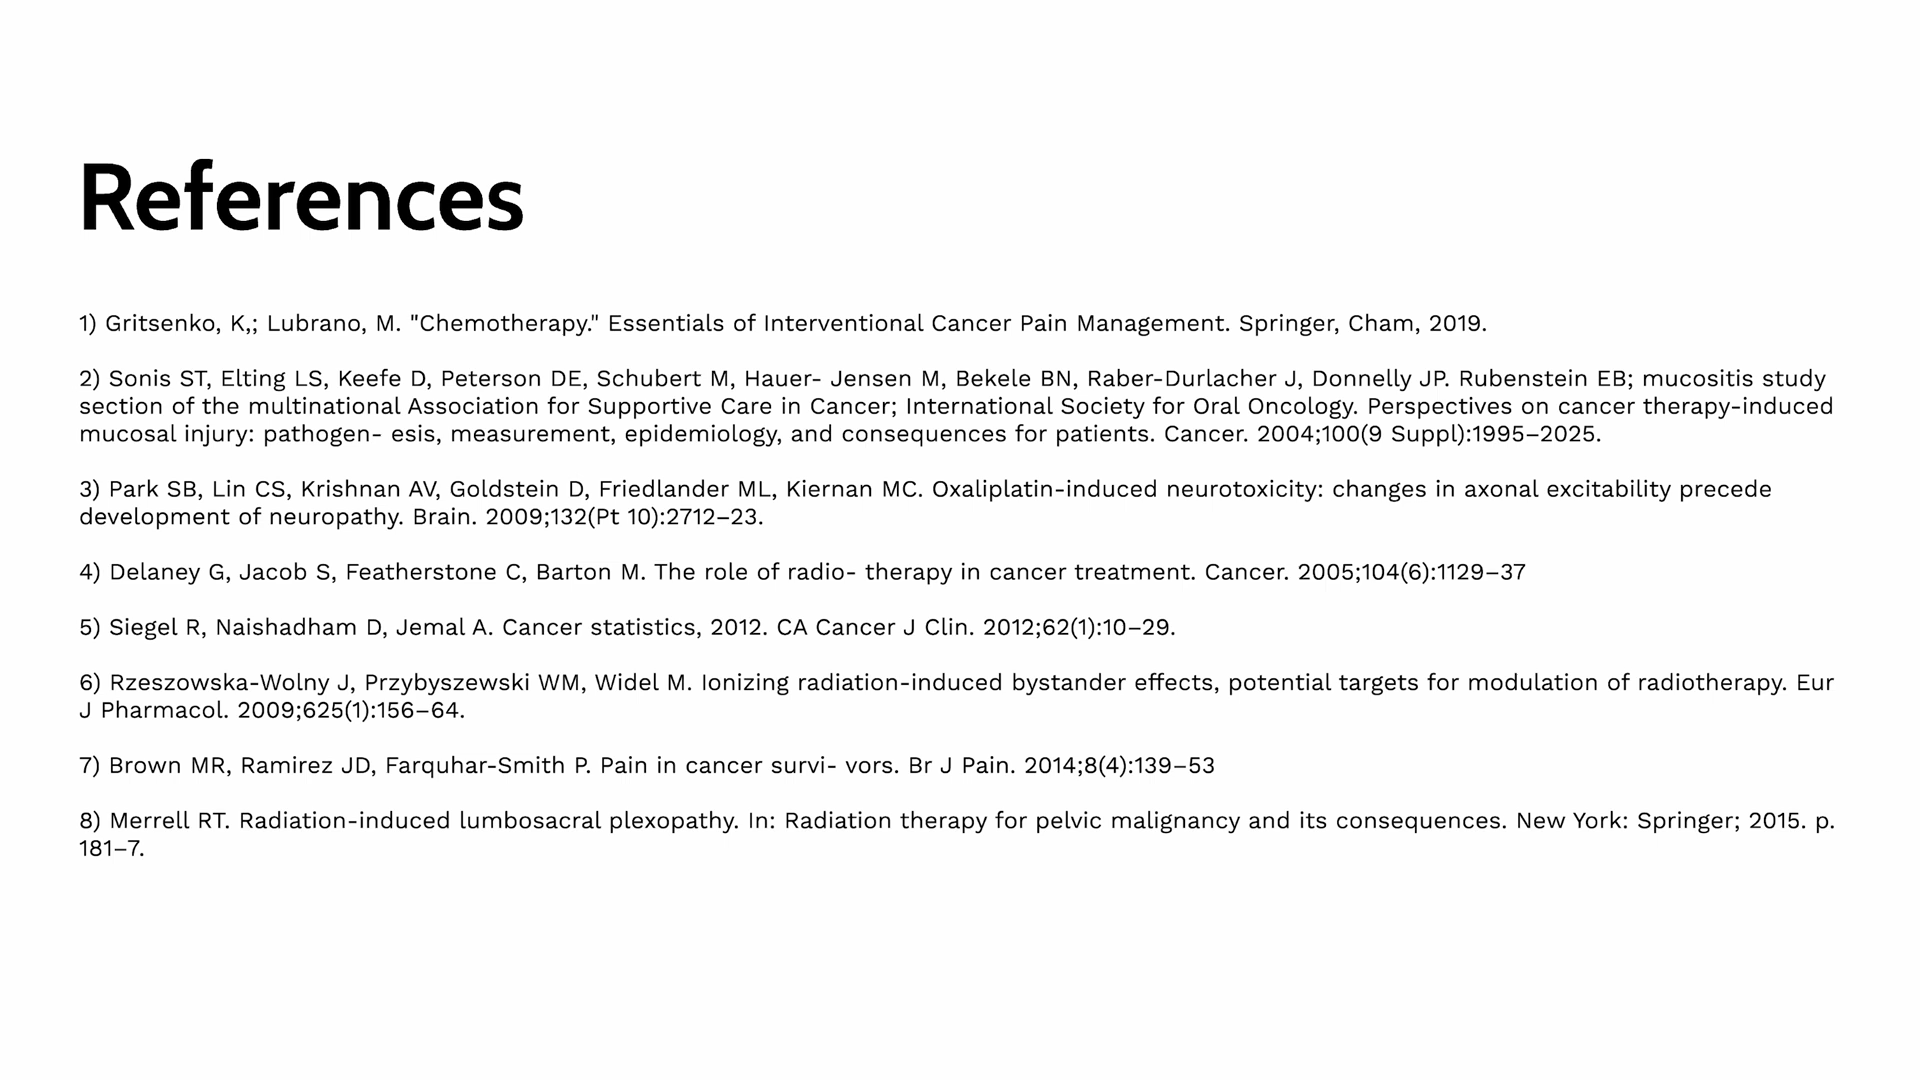 References
1) Gritsenko, K,; Lubrano, M. "Chemotherapy." Essentials of Interventional Cancer Pain Management. Springer, Cham, 2019.
2) Sonis ST, Elting LS, Keefe D, Peterson DE, Schubert M, Hauer- Jensen M, Bekele BN, Raber-Durlacher J, Donnelly JP. Rubenstein EB; mucositis study
section of the multinational Association for Supportive Care in Cancer; International Society for Oral Oncology. Perspectives on cancer therapy-induced
mucosal injury: pathogen- esis, measurement, epidemiology, and consequences for patients. Cancer. 2004;100(9 Suppl):1995–2025.
3) Park SB, Lin CS, Krishnan AV, Goldstein D, Friedlander ML, Kiernan MC. Oxaliplatin-induced neurotoxicity: changes in axonal excitability precede
development of neuropathy. Brain. 2009;132(Pt 10):2712–23.
4) Delaney G, Jacob S, Featherstone C, Barton M. The role of radio- therapy in cancer treatment. Cancer. 2005;104(6):1129–37
5) Siegel R, Naishadham D, Jemal A. Cancer statistics, 2012. CA Cancer J Clin. 2012;62(1):10–29.
6) Rzeszowska-Wolny J, Przybyszewski WM, Widel M. Ionizing radiation-induced bystander effects, potential targets for modulation of radiotherapy. Eur
J Pharmacol. 2009;625(1):156–64.
7) Brown MR, Ramirez JD, Farquhar-Smith P. Pain in cancer survi- vors. Br J Pain. 2014;8(4):139–53
8) Merrell RT. Radiation-induced lumbosacral plexopathy. In: Radiation therapy for pelvic malignancy and its consequences. New York: Springer; 2015. p.
181–7.